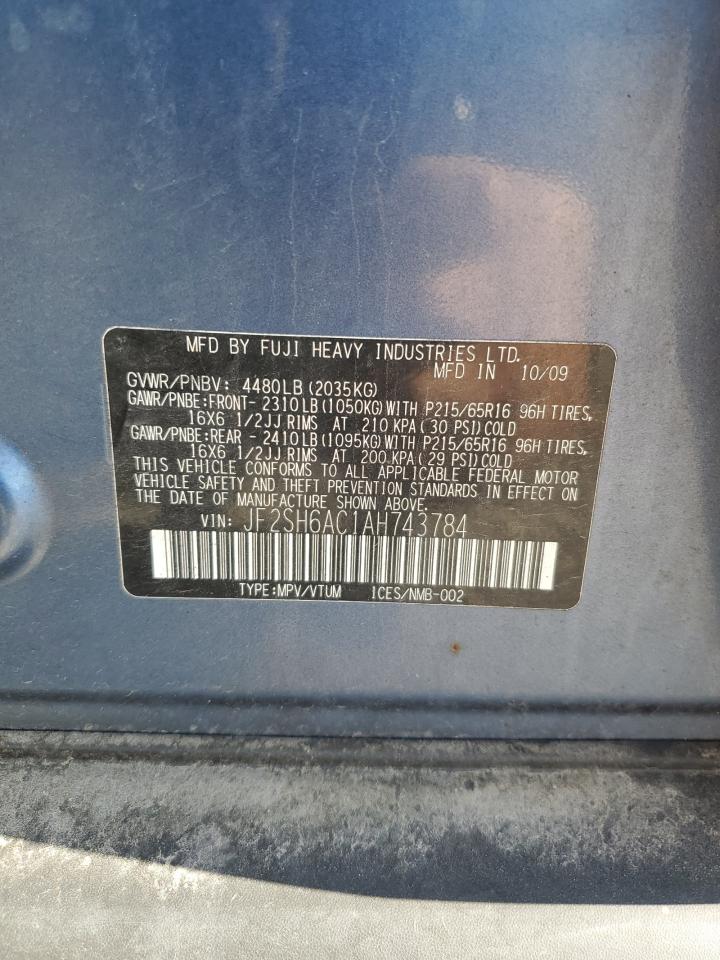 MFD BY FUJI HEAVY INDUSTRIES LTD.
MFD IN 10/09
GVWR/PNBV: 4480LB(2035KG)
GAWR/PNBE:FRONT- 2310LB(1050KG)WITH P215/65R16 96H TIRES,
16X6 1/2JJ RIMS AT 210 KPA( 30 PSI)COLD
GAWR/PNBE:REAR - 2410LB(1095KG)WITH P215/65R16 96H TIRES,
16X6 1/2JJ RIMS AT 200 KPA( 29 PSI)COLD
THIS VEHICLE CONFORMS TO ALL APPLICABLE FEDERAL MOTOR
VEHICLE SAFETY AND THEFT PREVENTION STANDARDS IN EFFECT ON
THE DATE OF MANUFACTURE SHOWN ABOVE.
VIN: JF2SH6AC1AH743784
TYPE:MPV/VTUM ICES/NMB-002